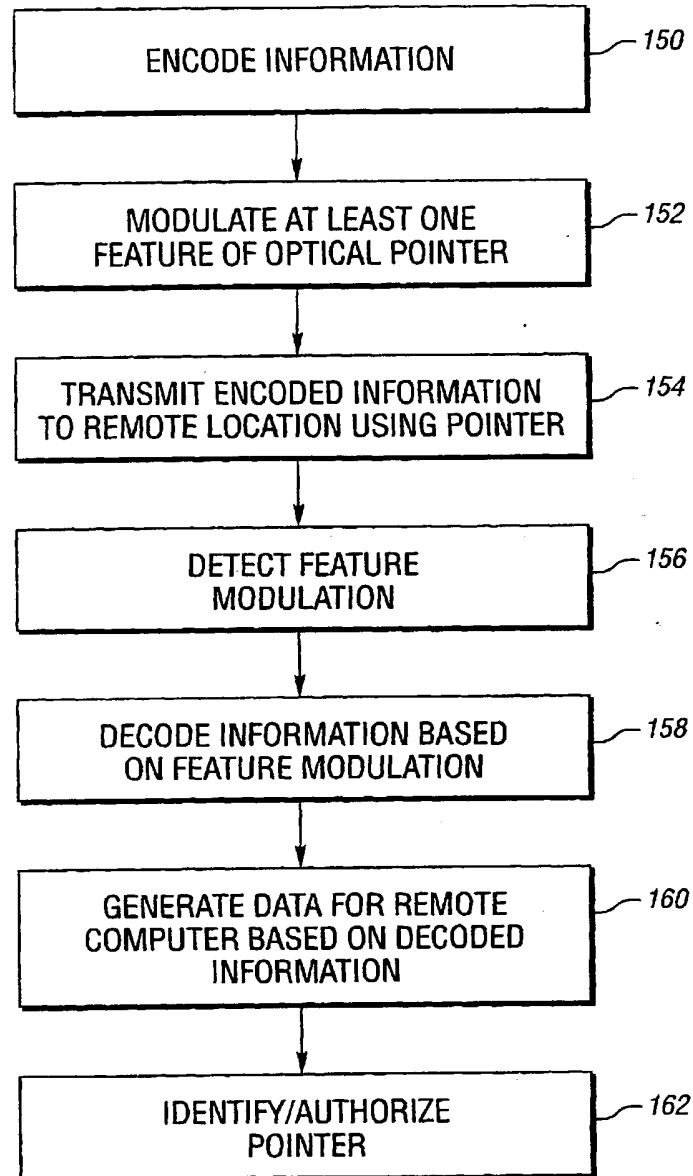 ENCODE INFORMATION
150
MODULATE AT LEAST ONE
FEATURE OF OPTICAL POINTER
152
TRANSMIT ENCODED INFORMATION
TO REMOTE LOCATION USING POINTER
154
DETECT FEATURE
MODULATION
156
DECODE INFORMATION BASED
ON FEATURE MODULATION
158
GENERATE DATA FOR REMOTE
COMPUTER BASED ON DECODED
INFORMATION
160
IDENTIFY/AUTHORIZE
POINTER
162